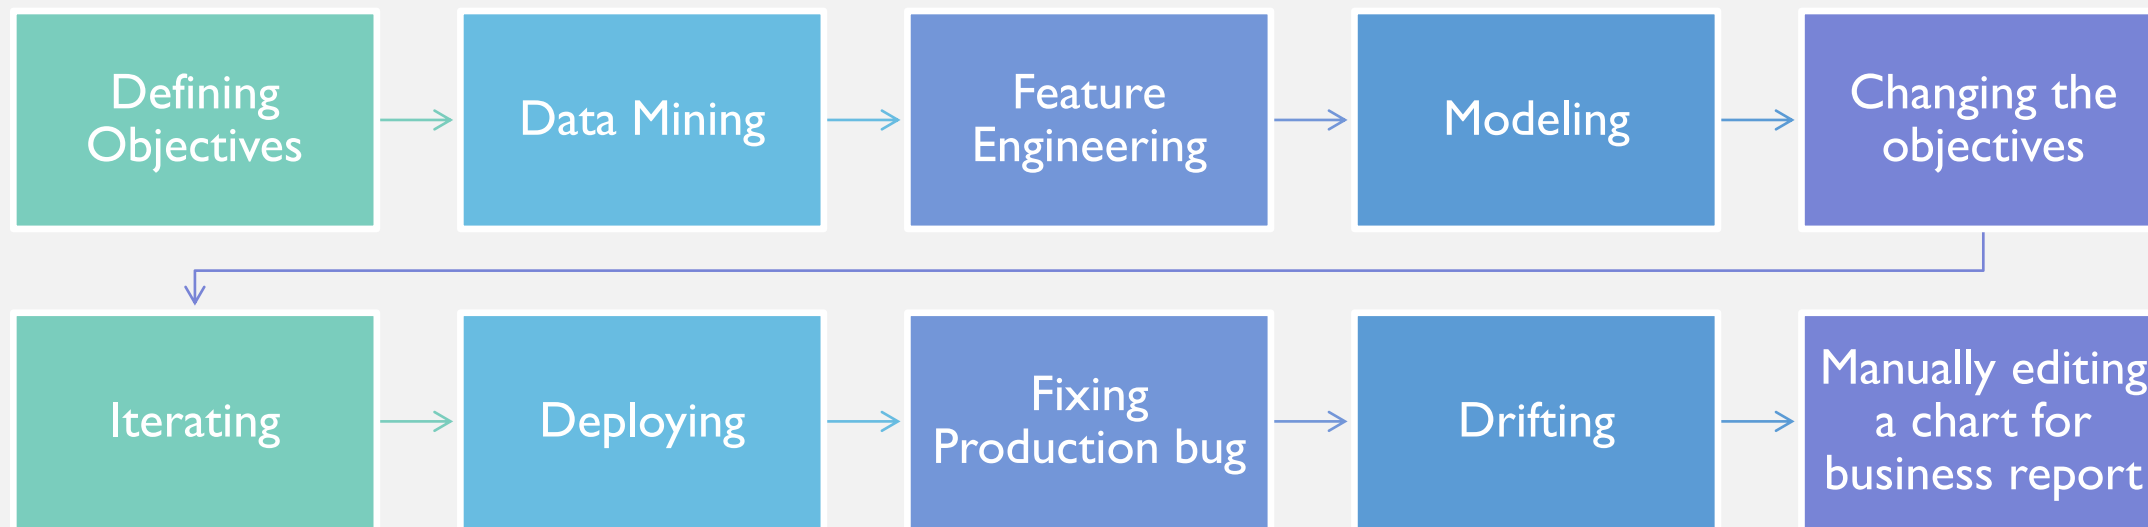 Defining
Objectives
Data Mining
Feature
Engineering
Modeling
Changing the
objectives
Iterating
Deploying
Fixing
Production bug
Drifting
Manually editing
a chart for
business report